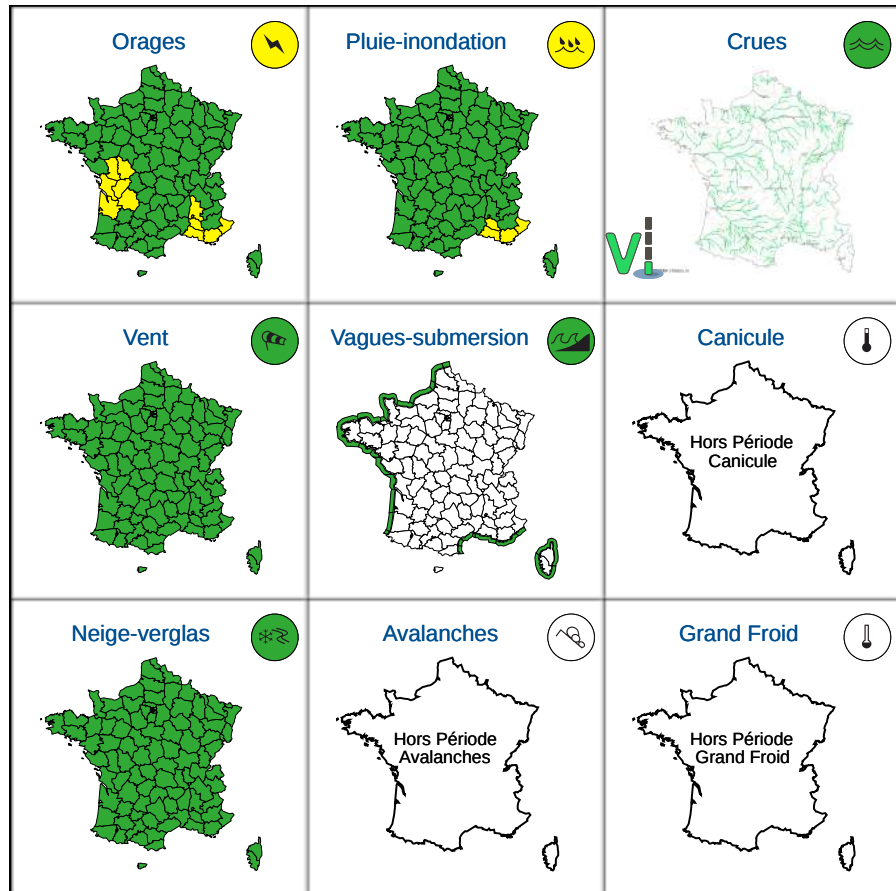 Orages
Pluie-inondation
Crues
Vent
Vagues-submersion
Canicule
Hors Période
Canicule
Neige-verglas
Avalanches
Grand Froid
Hors Période
Avalanches
Hors Période
Grand Froid